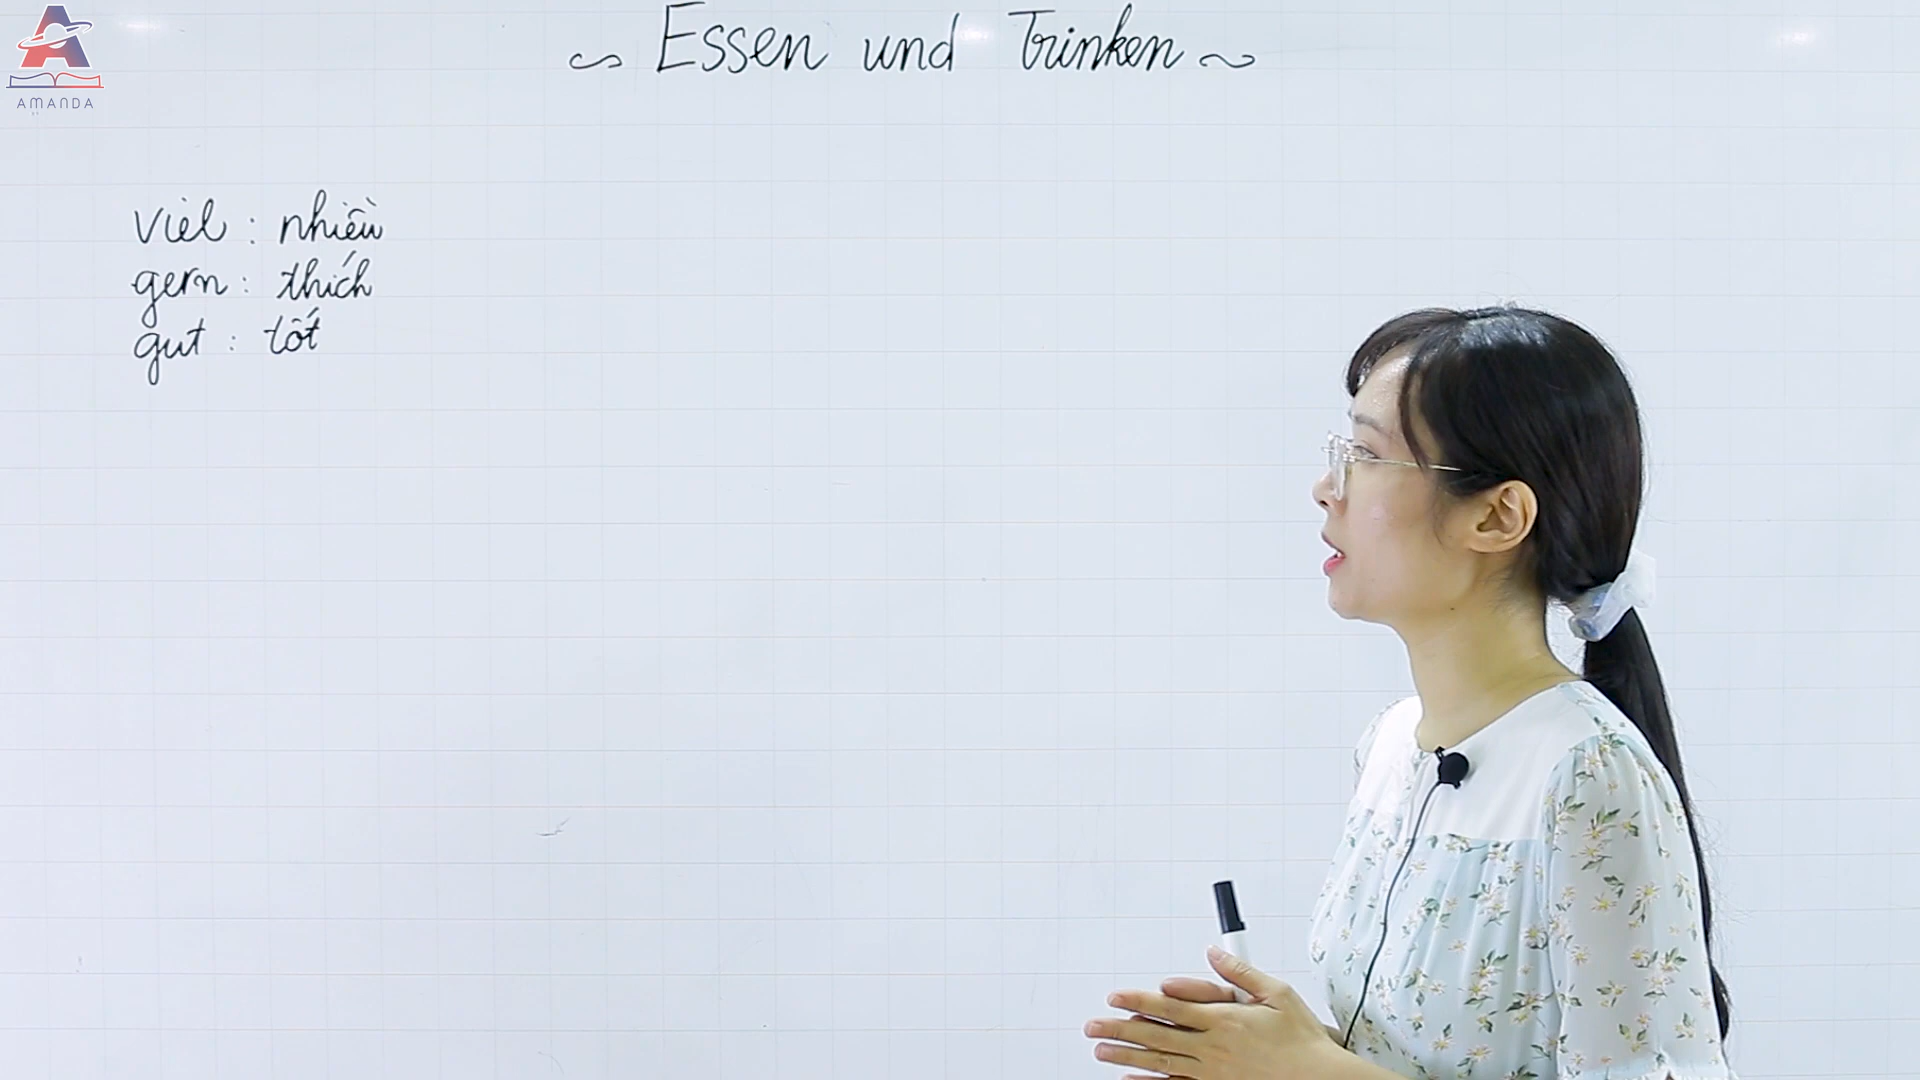 AMANDA
~ Essen und Trinken ~
viel : nhiều
gern : thích
gut : tốt